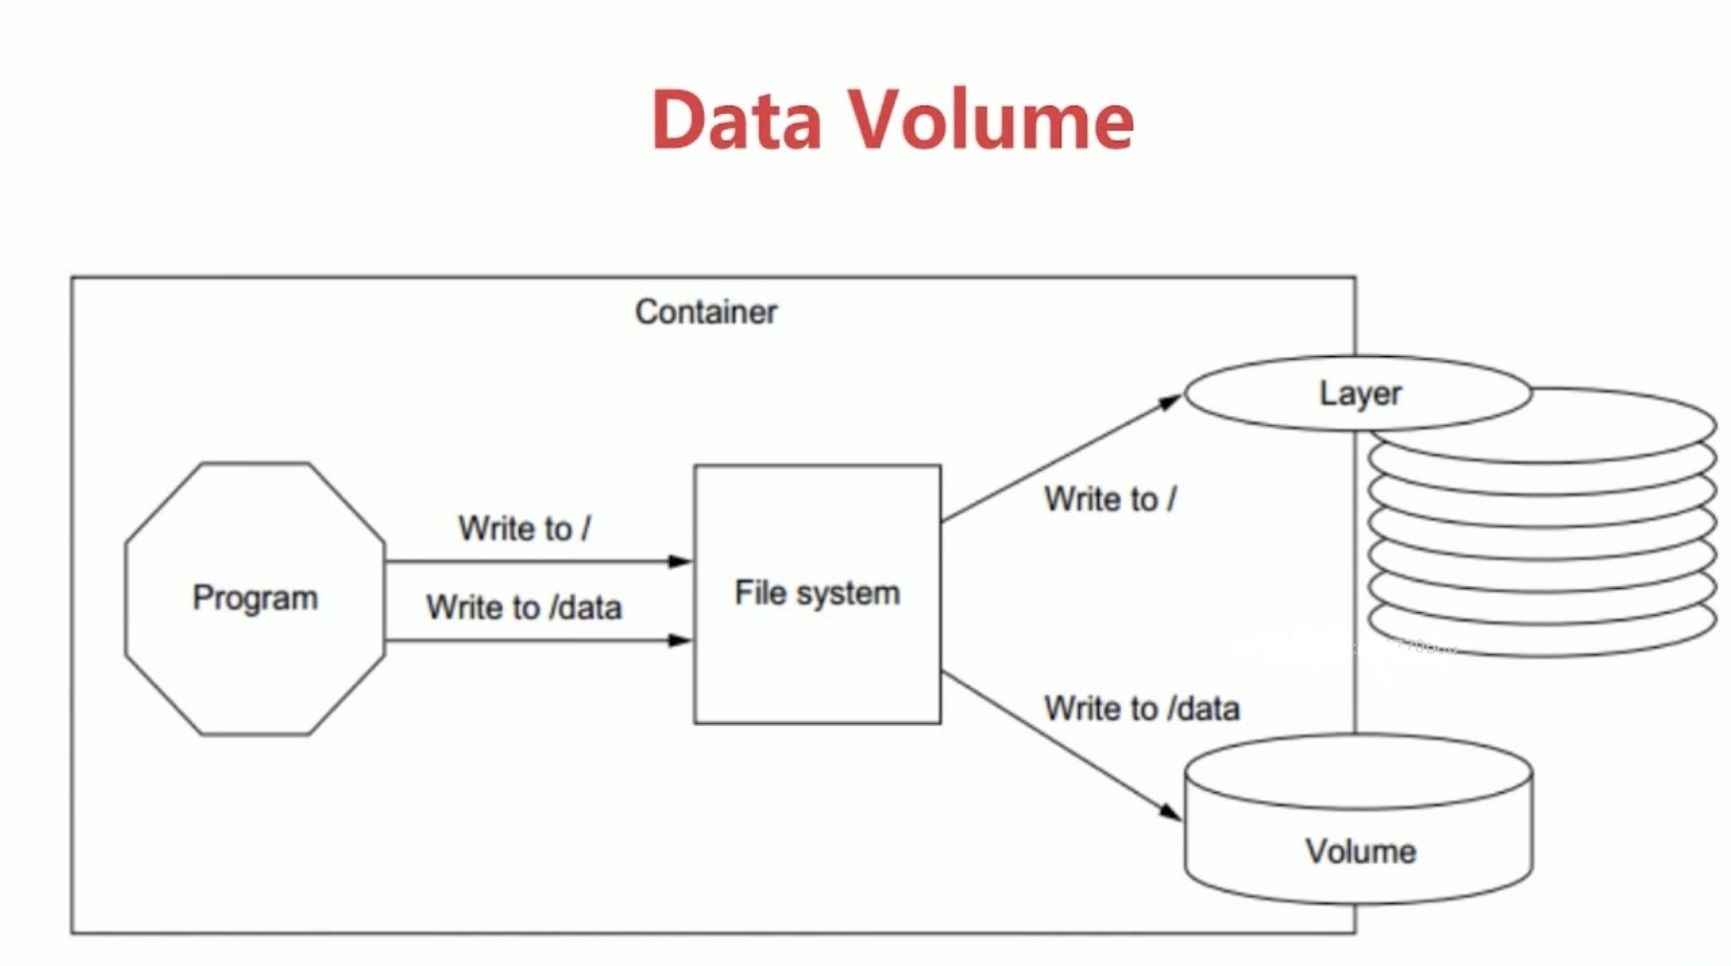 Data Volume
Container
Layer
Write to /
Write to /
Program
File system
Write to /data
Write to /data
Volume